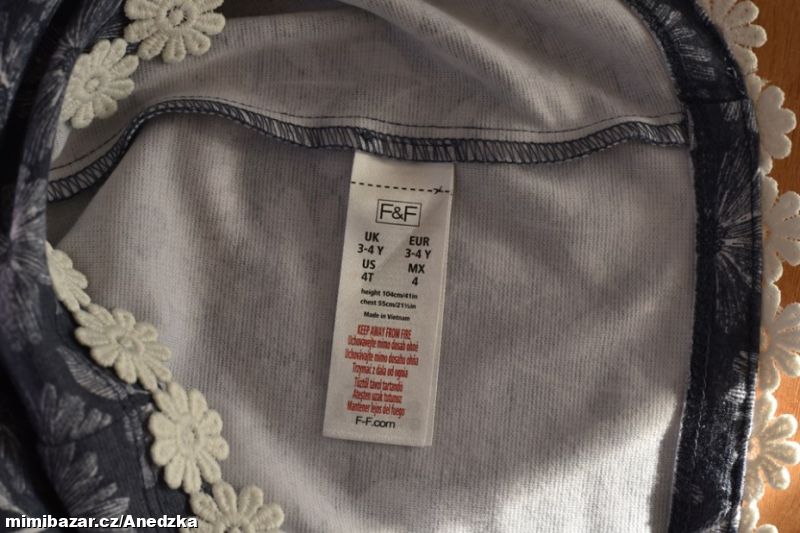 F&F
UK EUR
3-4 Y 3-4 Y
US MX
4T 4
height 104cm/41in
chest 55cm/21½in
Made in Vietnam
KEEP AWAY FROM FIRE
Uchovavejte mimo dosah ohně
Uchovávajte mimo dosahu ohňa
Trzymać z dala od ognia
Tűztől távol tartandó
Ateşten uzak tutunuz
Mantener lejos del fuego
F-F.com
mimibazar.cz/Anedzka